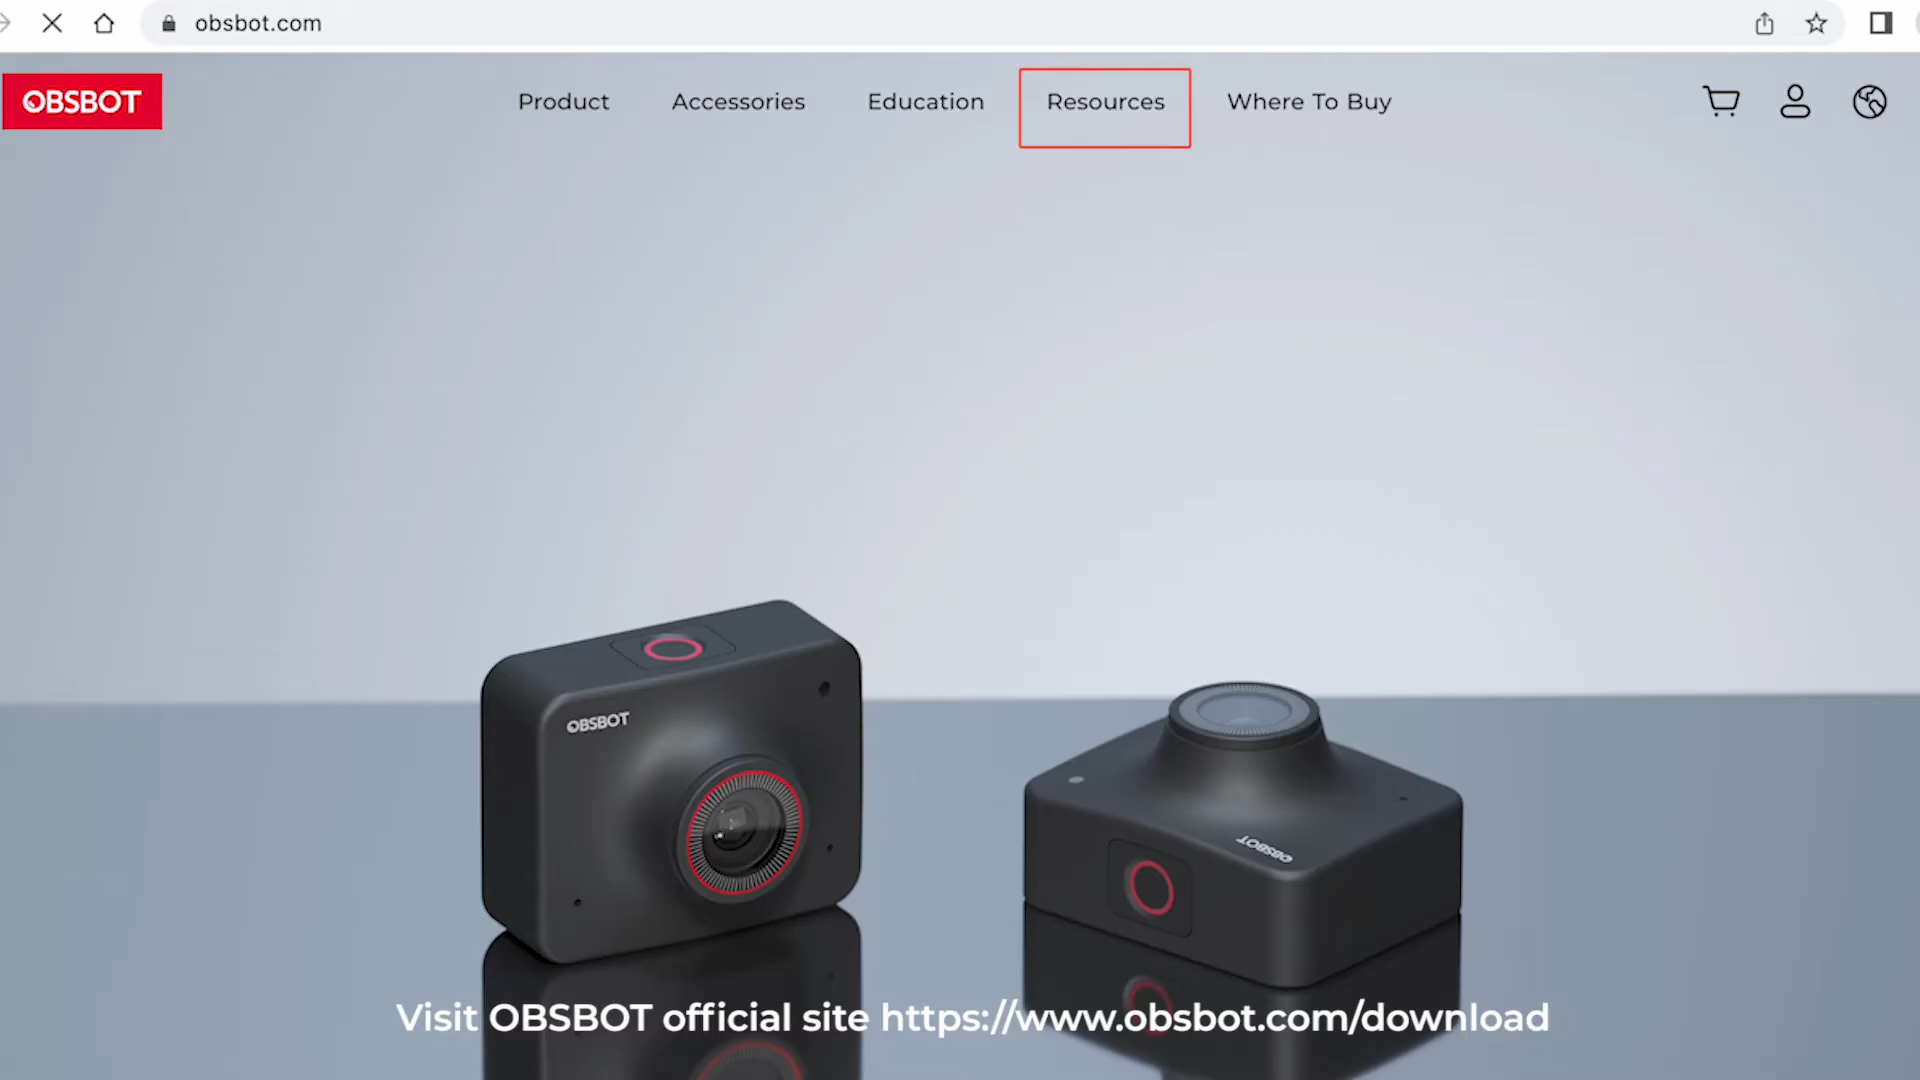 obsbot.com
OBSBOT
Product
Accessories
Education
Resources
Where To Buy
OBSBOT
OBSBOT
Visit OBSBOT official site https://www.obsbot.com/download